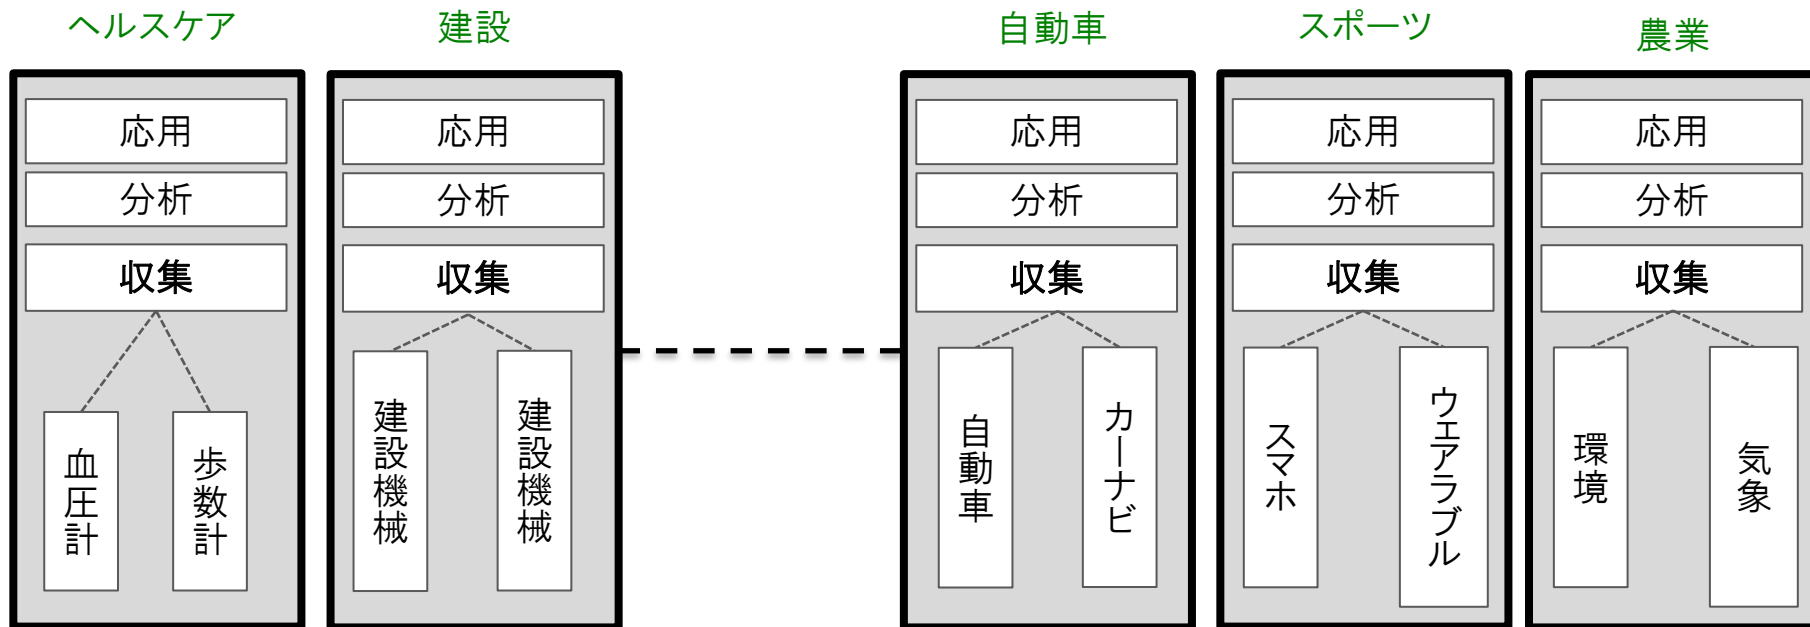 ヘルスケア
建設
自動車
スポーツ
農業
応用
分析
収集
血圧計
歩数計
応用
分析
収集
建設機械
建設機械
応用
分析
収集
自動車
カーナビ
応用
分析
収集
スマホ
ウェアラブル
応用
分析
収集
環境
気象